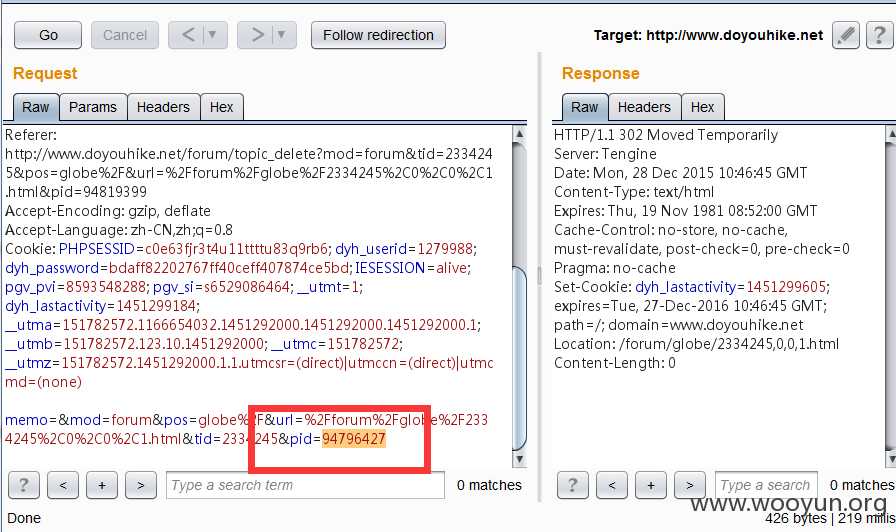 Go
Cancel
<
>
Follow redirection
Target: http://www.doyouhike.net
?
Request
Raw
Params
Headers
Hex
Referer:
http://www.doyouhike.net/forum/topic_delete?mod=forum&tid=233424
5&pos=globe%2F&url=%2Fforum%2Fglobe%2F2334245%2C0%2C0%2C1
.html&pid=94819399
Accept-Encoding: gzip, deflate
Accept-Language: zh-CN,zh;q=0.8
Cookie: PHPSESSID=c0e63fjr3t4u11ttttu83q9rb6; dyh_userid=1279988;
dyh_password=bdaff82202767ff40ceff407874ce5bd; IESESSION=alive;
pgv_pvi=8593548288; pgv_si=s6529086464; __utmt=1;
dyh_lastactivity=1451299184;
__utma=151782572.1166654032.1451292000.1451292000.1451292000.1;
__utmb=151782572.123.10.1451292000; __utmc=151782572;
__utmz=151782572.1451292000.1.1.utmcsr=(direct)|utmccn=(direct)|utmc
md=(none)
memo=&mod=forum&pos=globe%2F&url=%2Fforum%2Fglobe%2F233
4245%2C0%2C0%2C1.html&tid=2334245&pid=94796427
?
<
+
>
Type a search term
0 matches
Response
Raw
Headers
Hex
HTTP/1.1 302 Moved Temporarily
Server: Tengine
Date: Mon, 28 Dec 2015 10:46:45 GMT
Content-Type: text/html
Expires: Thu, 19 Nov 1981 08:52:00 GMT
Cache-Control: no-store, no-cache,
must-revalidate, post-check=0, pre-check=0
Pragma: no-cache
Set-Cookie: dyh_lastactivity=1451299605;
expires=Tue, 27-Dec-2016 10:46:45 GMT;
path=/; domain=www.doyouhike.net
Location: /forum/globe/2334245,0,0,1.html
Content-Length: 0
?
<
+
>
Type a search term
0 matches
www.wooyun.org
Done
426 bytes | 219 millis